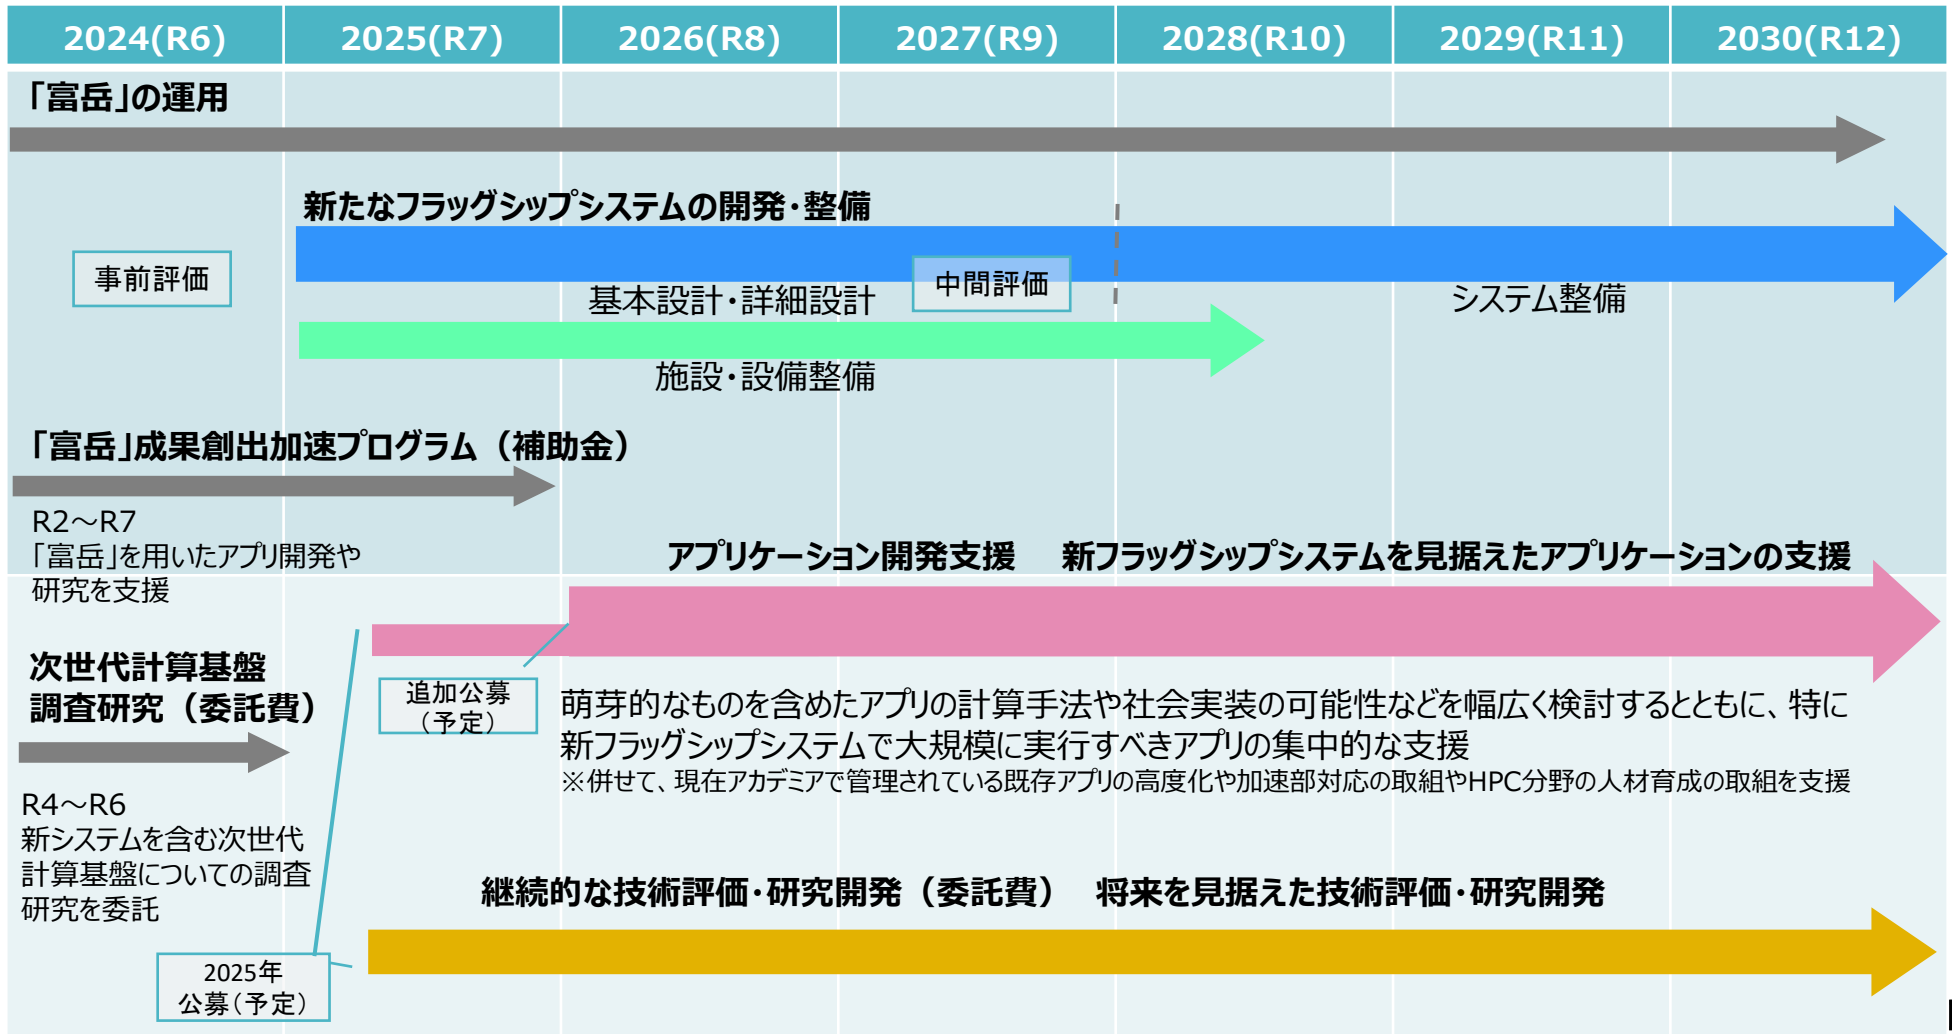 2024(R6)
2025(R7)
2026(R8)
2027(R9)
2028(R10)
2029(R11)
2030(R12)
「富岳」の運用
新たなフラッグシップシステムの開発・整備
事前評価
中間評価
基本設計・詳細設計
システム整備
施設・設備整備
「富岳」成果創出加速プログラム（補助金）
R2～R7
「富岳」を用いたアプリ開発や
研究を支援
アプリケーション開発支援　新フラッグシップシステムを見据えたアプリケーションの支援
次世代計算基盤
調査研究（委託費）
追加公募
（予定）
萌芽的なものを含めたアプリの計算手法や社会実装の可能性などを幅広く検討するとともに、特に
新フラッグシップシステムで大規模に実行すべきアプリの集中的な支援
※併せて、現在アカデミアで管理されている既存アプリの高度化や加速部対応の取組やHPC分野の人材育成の取組を支援
R4～R6
新システムを含む次世代
計算基盤についての調査
研究を委託
継続的な技術評価・研究開発（委託費）　将来を見据えた技術評価・研究開発
2025年
公募（予定）